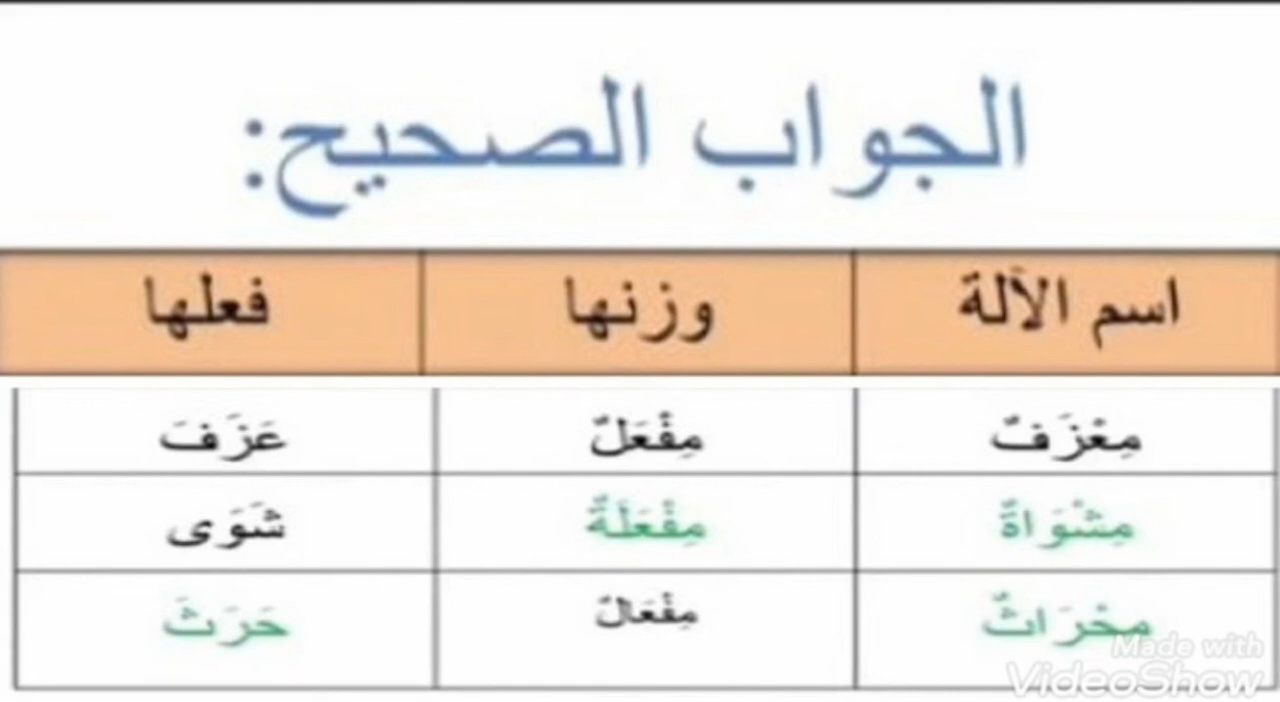 الجواب الصحيح:
اسم الآلة وزنها فعلها
مِعْزَفٌ مِفْعَلٌ عَزَفَ
مِشْوَاةٌ مِفْعَلَةٌ شَوَى
مِحْرَاثٌ مِفْعَالٌ حَرَثَ
Made with
VideoShow